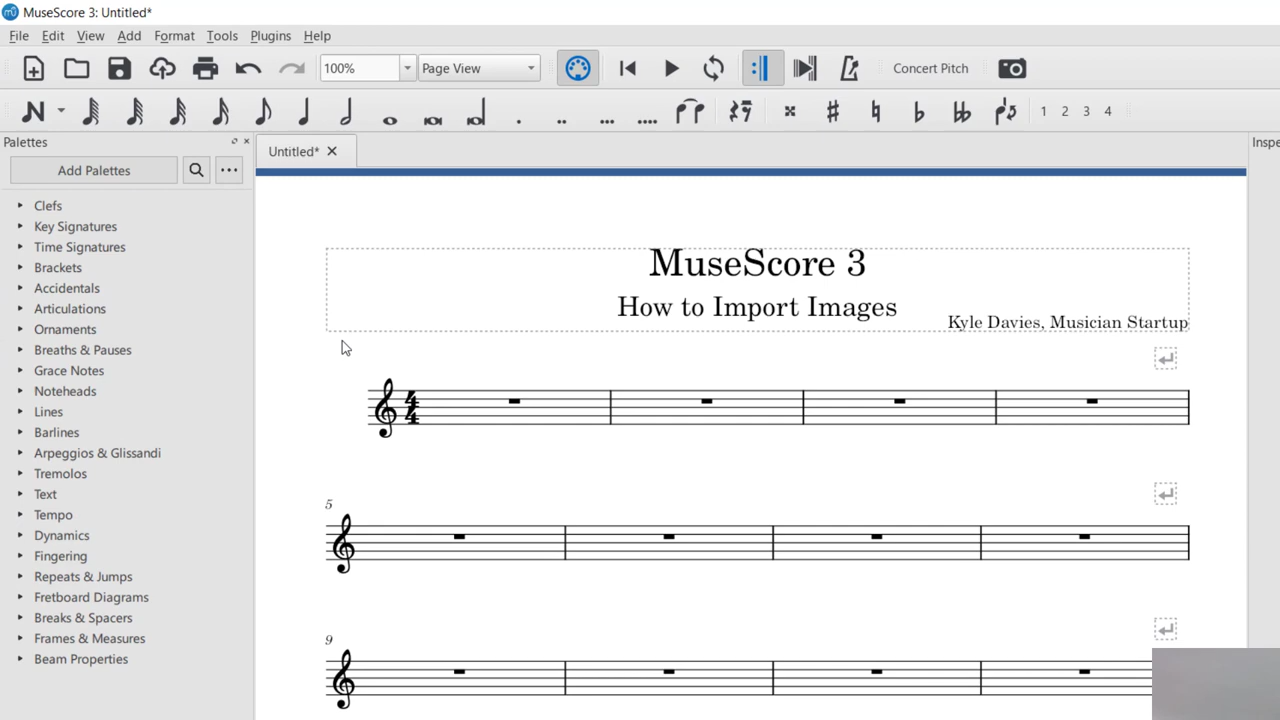 MuseScore 3: Untitled*
File Edit View Add Format Tools Plugins Help
100% Page View Concert Pitch
1 2 3 4
Palettes
Untitled*
Inspe
Add Palettes
Clefs
Key Signatures
Time Signatures
Brackets
Accidentals
Articulations
Ornaments
Breaths & Pauses
Grace Notes
Noteheads
Lines
Barlines
Arpeggios & Glissandi
Tremolos
Text
Tempo
Dynamics
Fingering
Repeats & Jumps
Fretboard Diagrams
Breaks & Spacers
Frames & Measures
Beam Properties
MuseScore 3
How to Import Images
Kyle Davies, Musician Startup
4
4
5
9